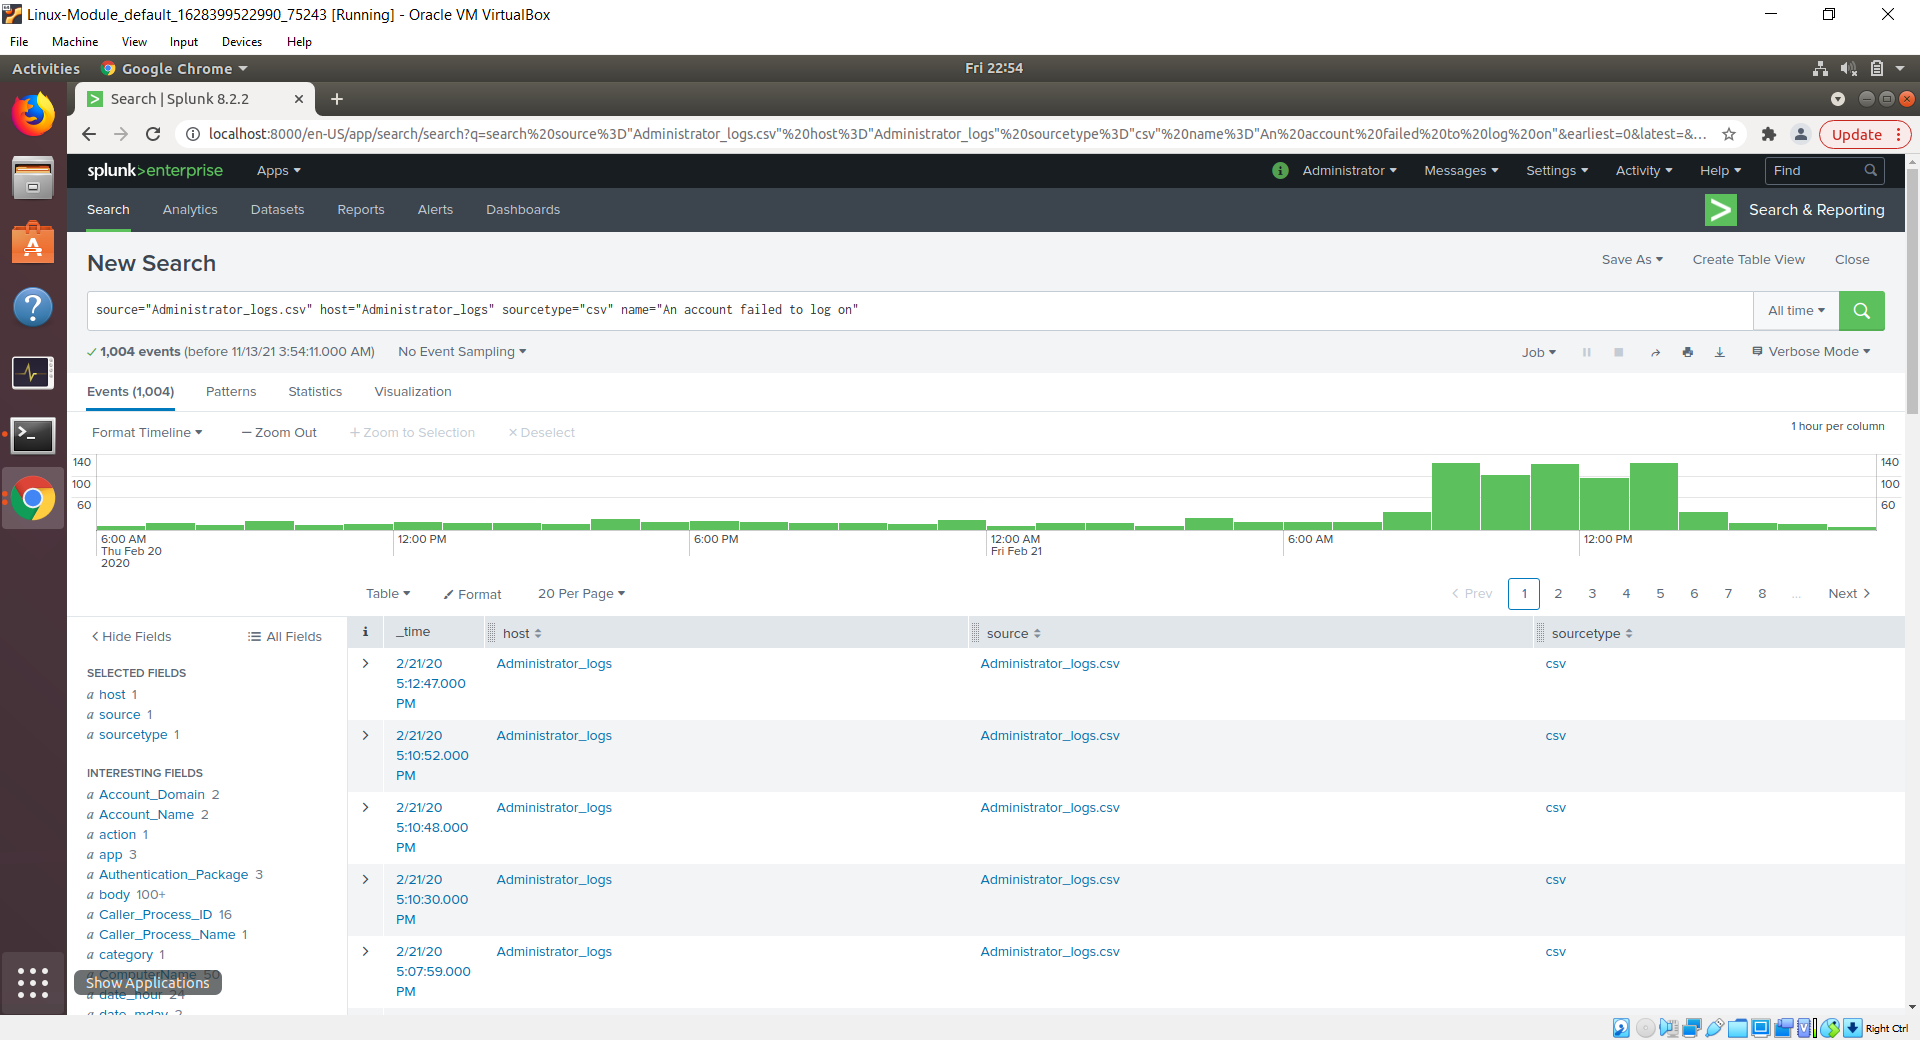 Linux-Module_default_1628399522990_75243 [Running] - Oracle VM VirtualBox
File Machine View Input Devices Help
Activities Google Chrome Fri 22:54
Search | Splunk 8.2.2
localhost:8000/en-US/app/search/search?q=search%20source%3D"Administrator_logs.csv"%20host%3D"Administrator_logs"%20sourcetype%3D"csv"%20name%3D"An%20account%20failed%20to%20log%20on"&earliest=0&latest=&... Update
splunk>enterprise Apps Administrator Messages Settings Activity Help Find
Search Analytics Datasets Reports Alerts Dashboards Search & Reporting
New Search Save As Create Table View Close
source="Administrator_logs.csv" host="Administrator_logs" sourcetype="csv" name="An account failed to log on" All time
1,004 events (before 11/13/21 3:54:11.000 AM) No Event Sampling Job Verbose Mode
Events (1,004) Patterns Statistics Visualization
Format Timeline Zoom Out Zoom to Selection Deselect 1 hour per column
140 140
100 100
60 60
6:00 AM 12:00 PM 6:00 PM 12:00 AM 6:00 AM 12:00 PM
Thu Feb 20 Fri Feb 21
2020
Table Format 20 Per Page Prev 1 2 3 4 5 6 7 8 ... Next
Hide Fields All Fields
i _time host source sourcetype
SELECTED FIELDS
a host 1
a source 1
a sourcetype 1
INTERESTING FIELDS
a Account_Domain 2
a Account_Name 2
a action 1
a app 3
a Authentication_Package 3
a body 100+
a Caller_Process_ID 16
a Caller_Process_Name 1
a category 1
a ComputerName 50
Show Applications
a date_hour 24
a date_mday 2
2/21/20 Administrator_logs Administrator_logs.csv csv
5:12:47.000
PM
2/21/20 Administrator_logs Administrator_logs.csv csv
5:10:52.000
PM
2/21/20 Administrator_logs Administrator_logs.csv csv
5:10:48.000
PM
2/21/20 Administrator_logs Administrator_logs.csv csv
5:10:30.000
PM
2/21/20 Administrator_logs Administrator_logs.csv csv
5:07:59.000
PM
Right Ctrl